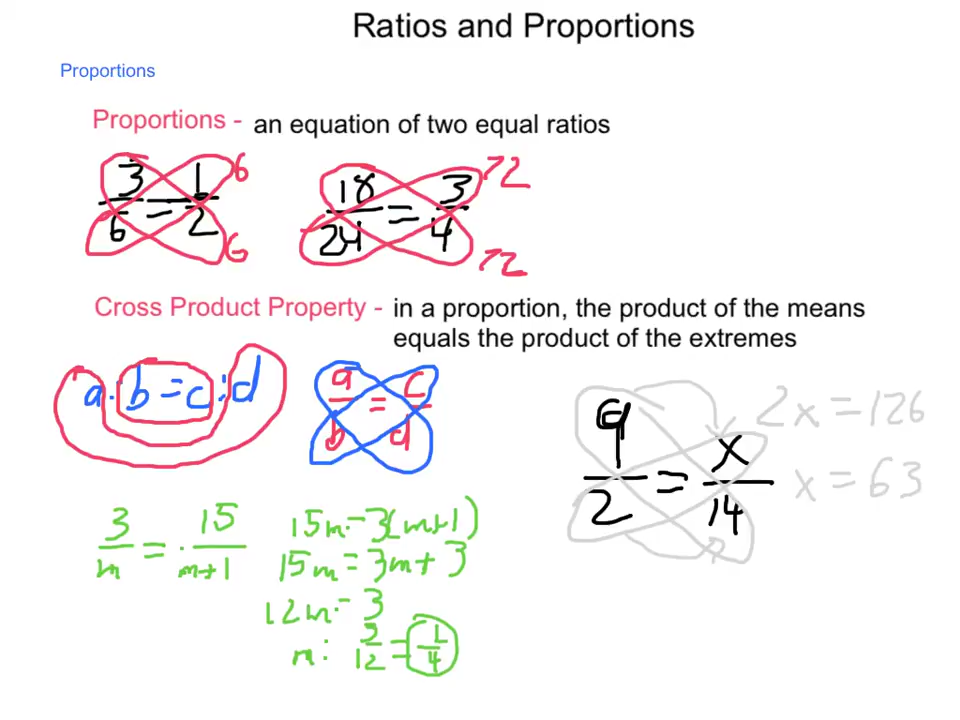 Ratios and Proportions
Proportions
Proportions - an equation of two equal ratios
3/6 = 1/2 6 6
18/24 = 3/4 72 72
Cross Product Property - in a proportion, the product of the means
equals the product of the extremes
a:b = c:d
a/b = c/d
9/2 = x/14
2x = 126
x = 63
3/m = 15/m+1
15m = 3(m+1)
15m = 3m + 3
12m = 3
m = 3/12 = 1/4